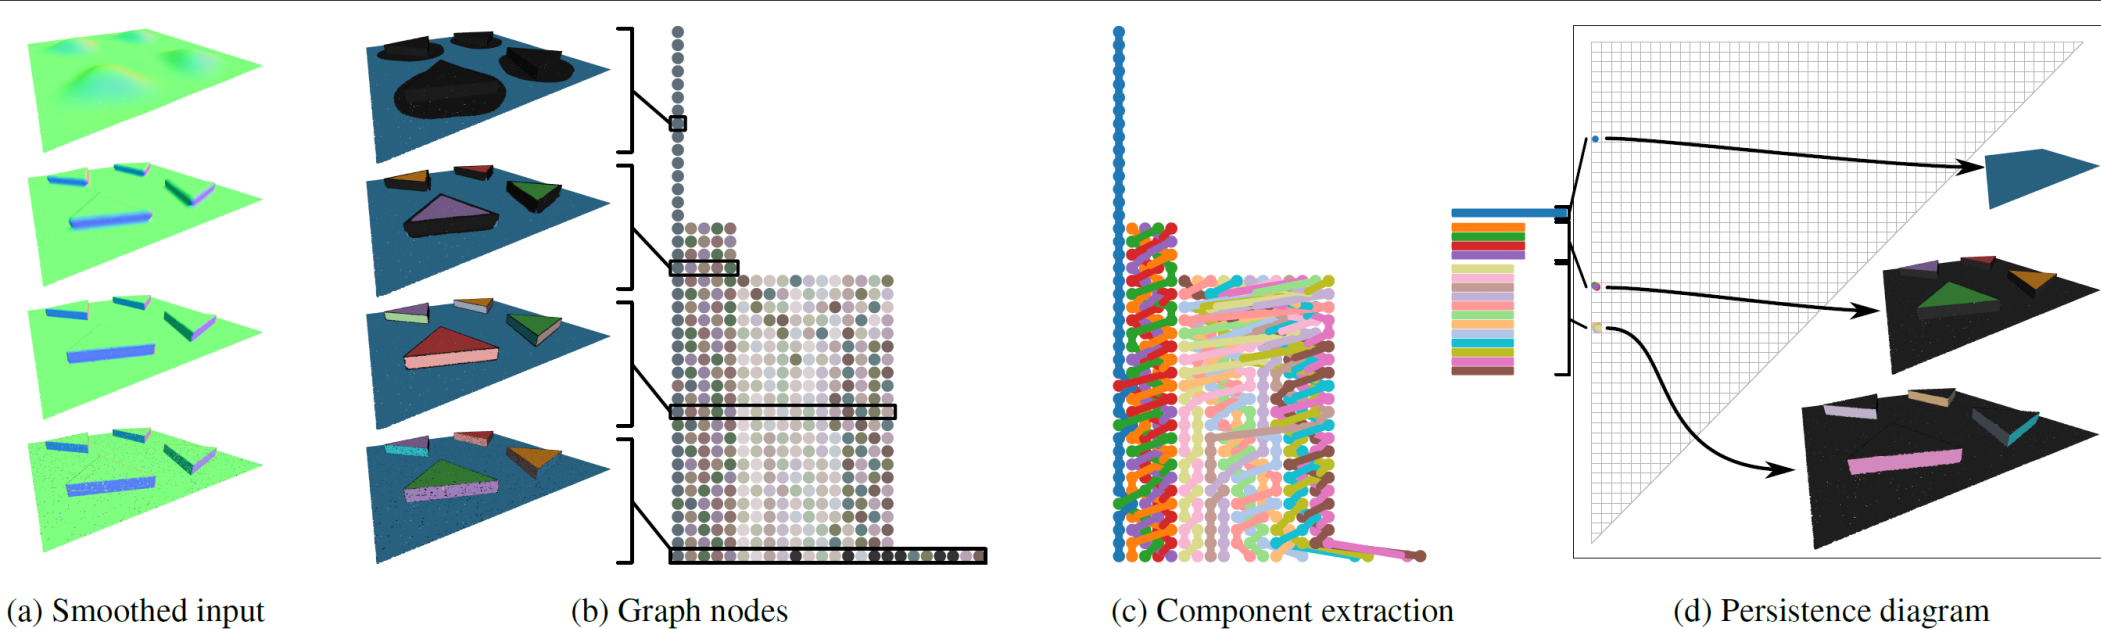 (a) Smoothed input
(b) Graph nodes
(c) Component extraction
(d) Persistence diagram